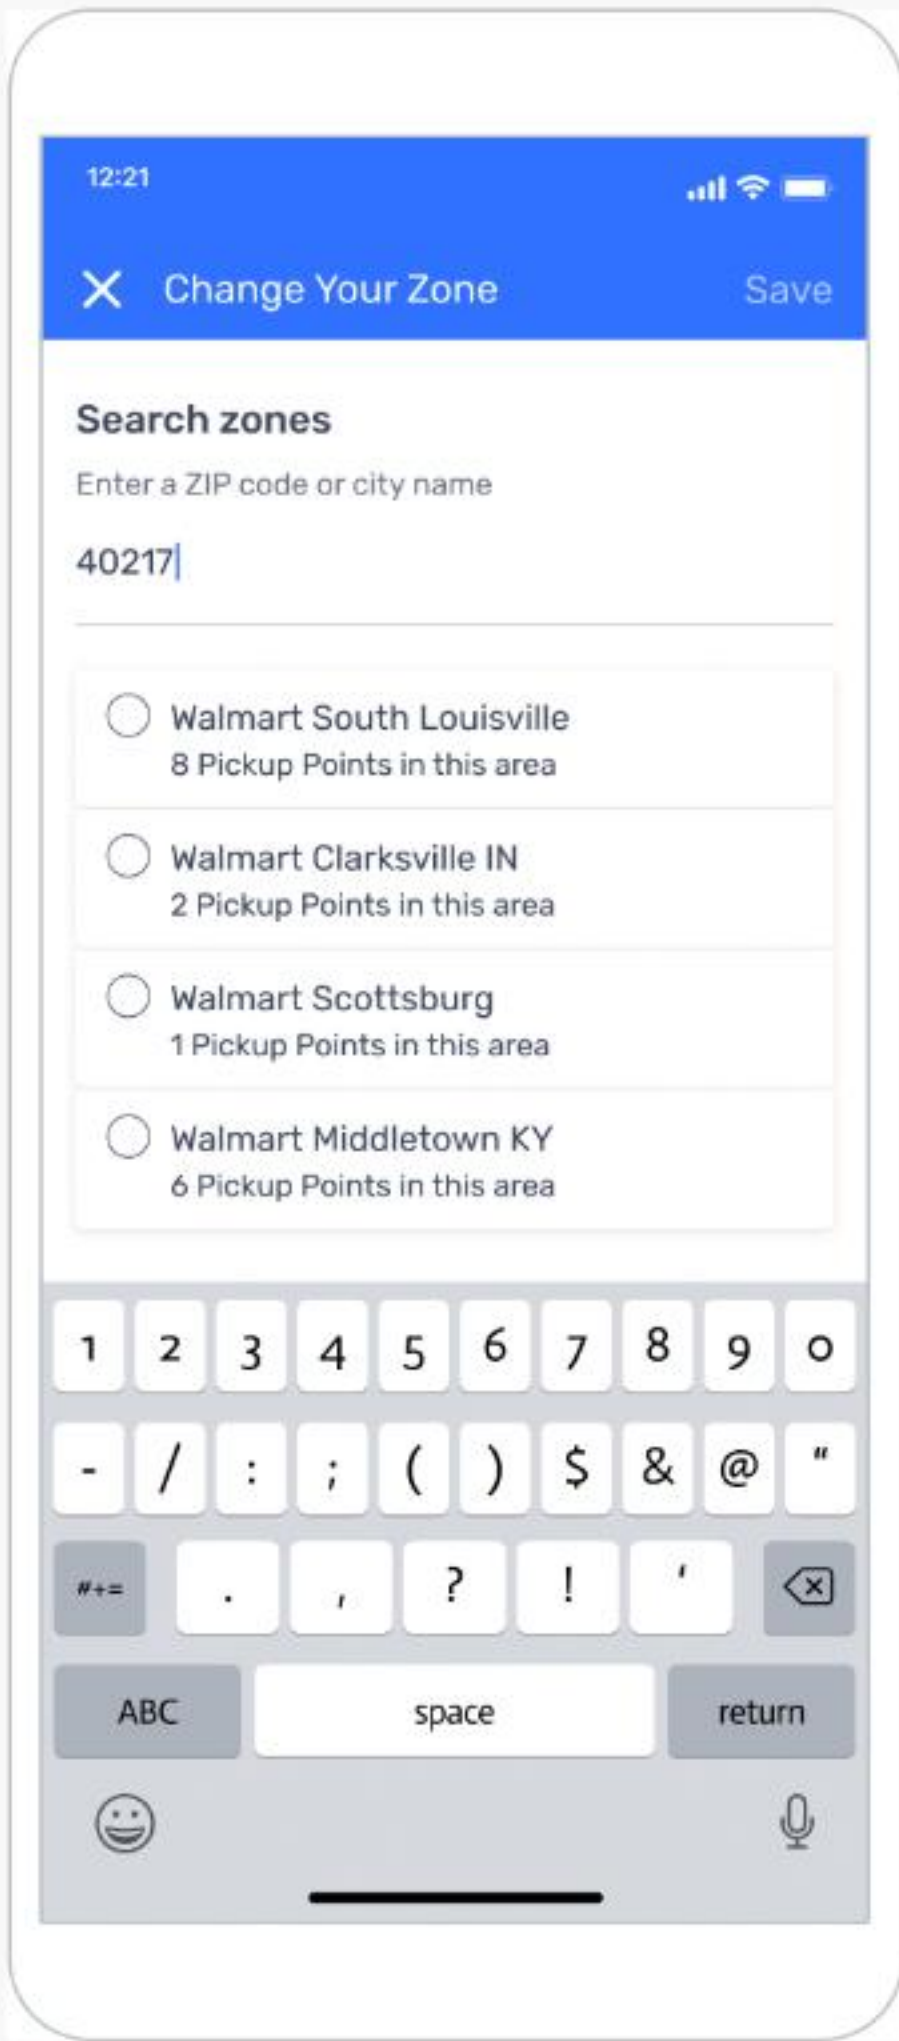 12:21
Change Your Zone Save
Search zones
Enter a ZIP code or city name
40217
Walmart South Louisville
8 Pickup Points in this area
Walmart Clarksville IN
2 Pickup Points in this area
Walmart Scottsburg
1 Pickup Points in this area
Walmart Middletown KY
6 Pickup Points in this area
1 2 3 4 5 6 7 8 9 0
- / : ; ( ) $ & @ “
#+= . , ? ! ‘
ABC space return